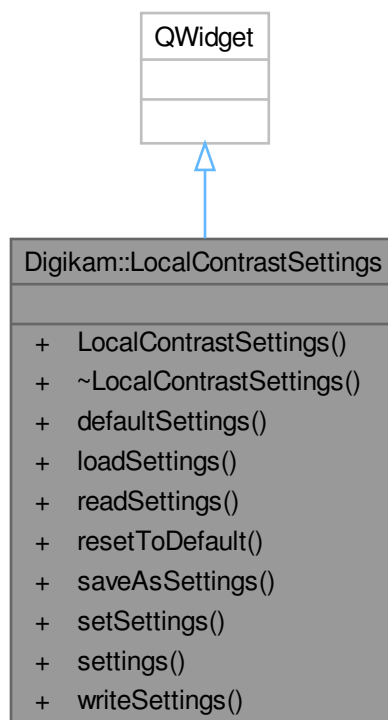 QWidget
Digikam::LocalContrastSettings
+ LocalContrastSettings()
+ ~LocalContrastSettings()
+ defaultSettings()
+ loadSettings()
+ readSettings()
+ resetToDefault()
+ saveAsSettings()
+ setSettings()
+ settings()
+ writeSettings()